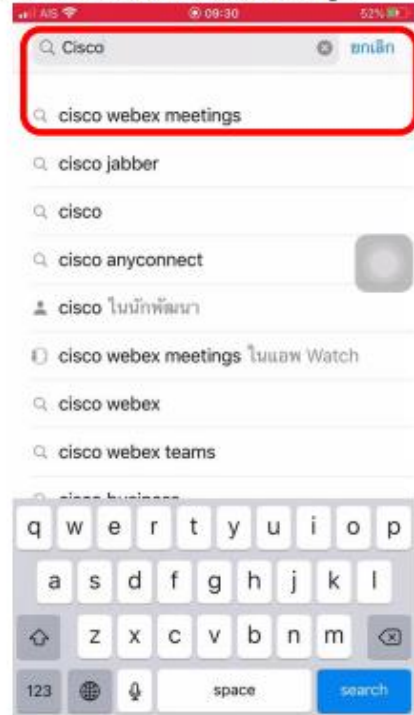 AIS 09:30 52%
Cisco ยกเลิก
cisco webex meetings
cisco jabber
cisco
cisco anyconnect
cisco ในนักพัฒนา
cisco webex meetings ในแอพ Watch
cisco webex
cisco webex teams
cisco business
q w e r t y u i o p
a s d f g h j k l
z x c v b n m
123 space search